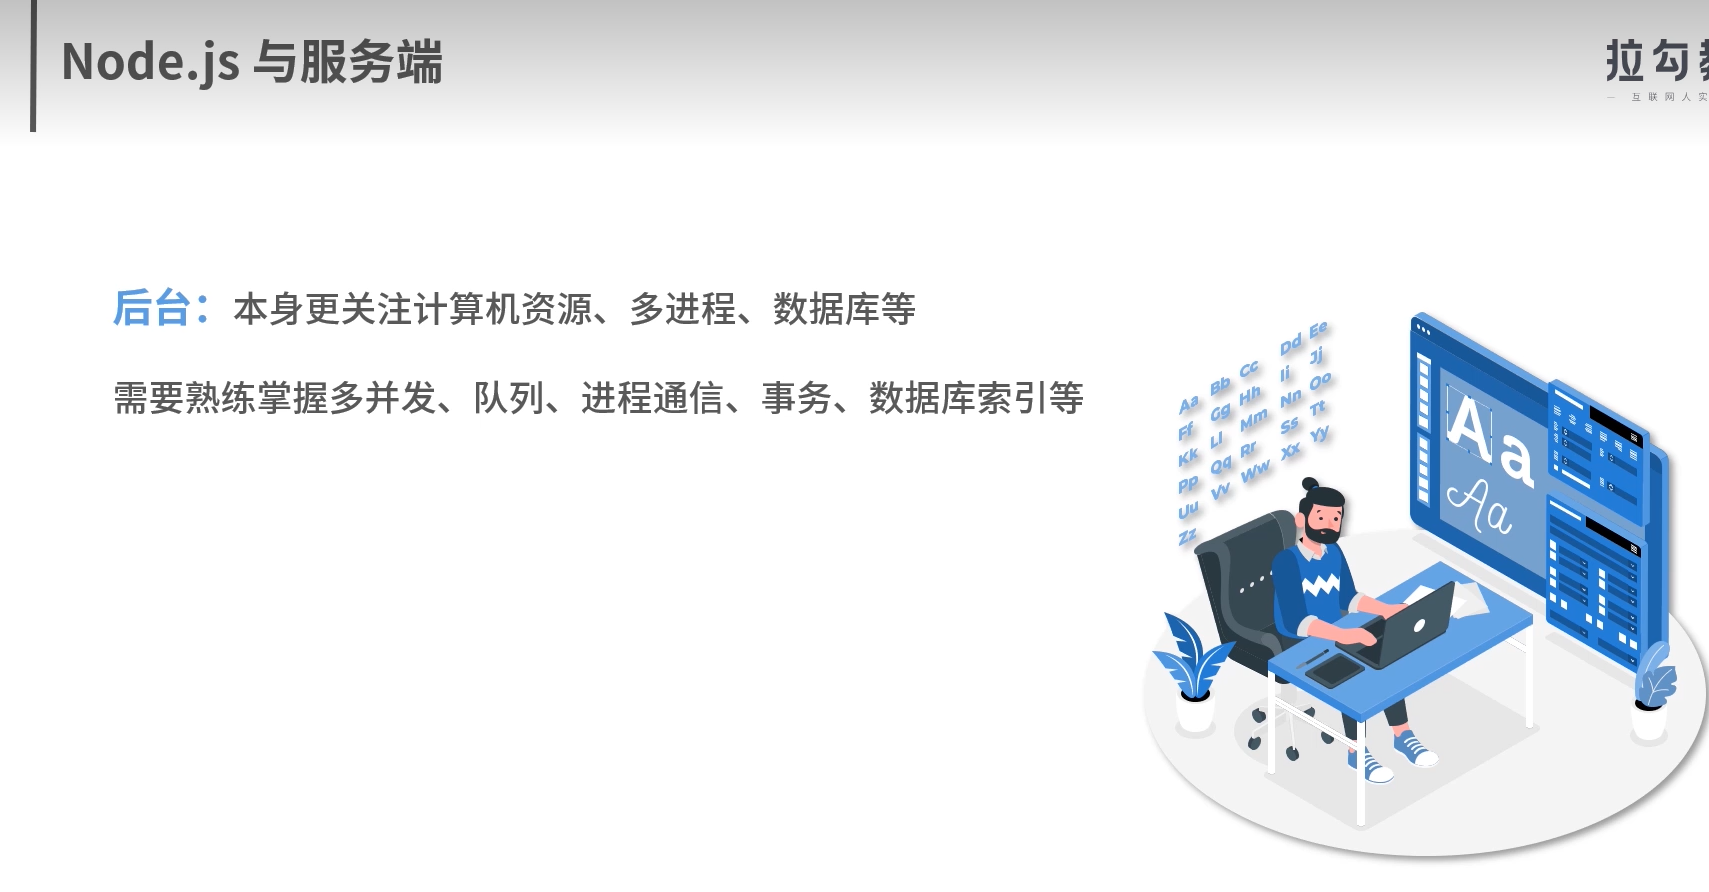 Node.js 与服务端
拉勾
— 互联网人实
后台：本身更关注计算机资源、多进程、数据库等
需要熟练掌握多并发、队列、进程通信、事务、数据库索引等
Aa Bb Cc Dd Ee
Ff Gg Hh Ii Jj
Kk Ll Mm Nn Oo
Pp Qq Rr Ss Tt
Uu Vv Ww Xx Yy
Zz
Aa
Aa